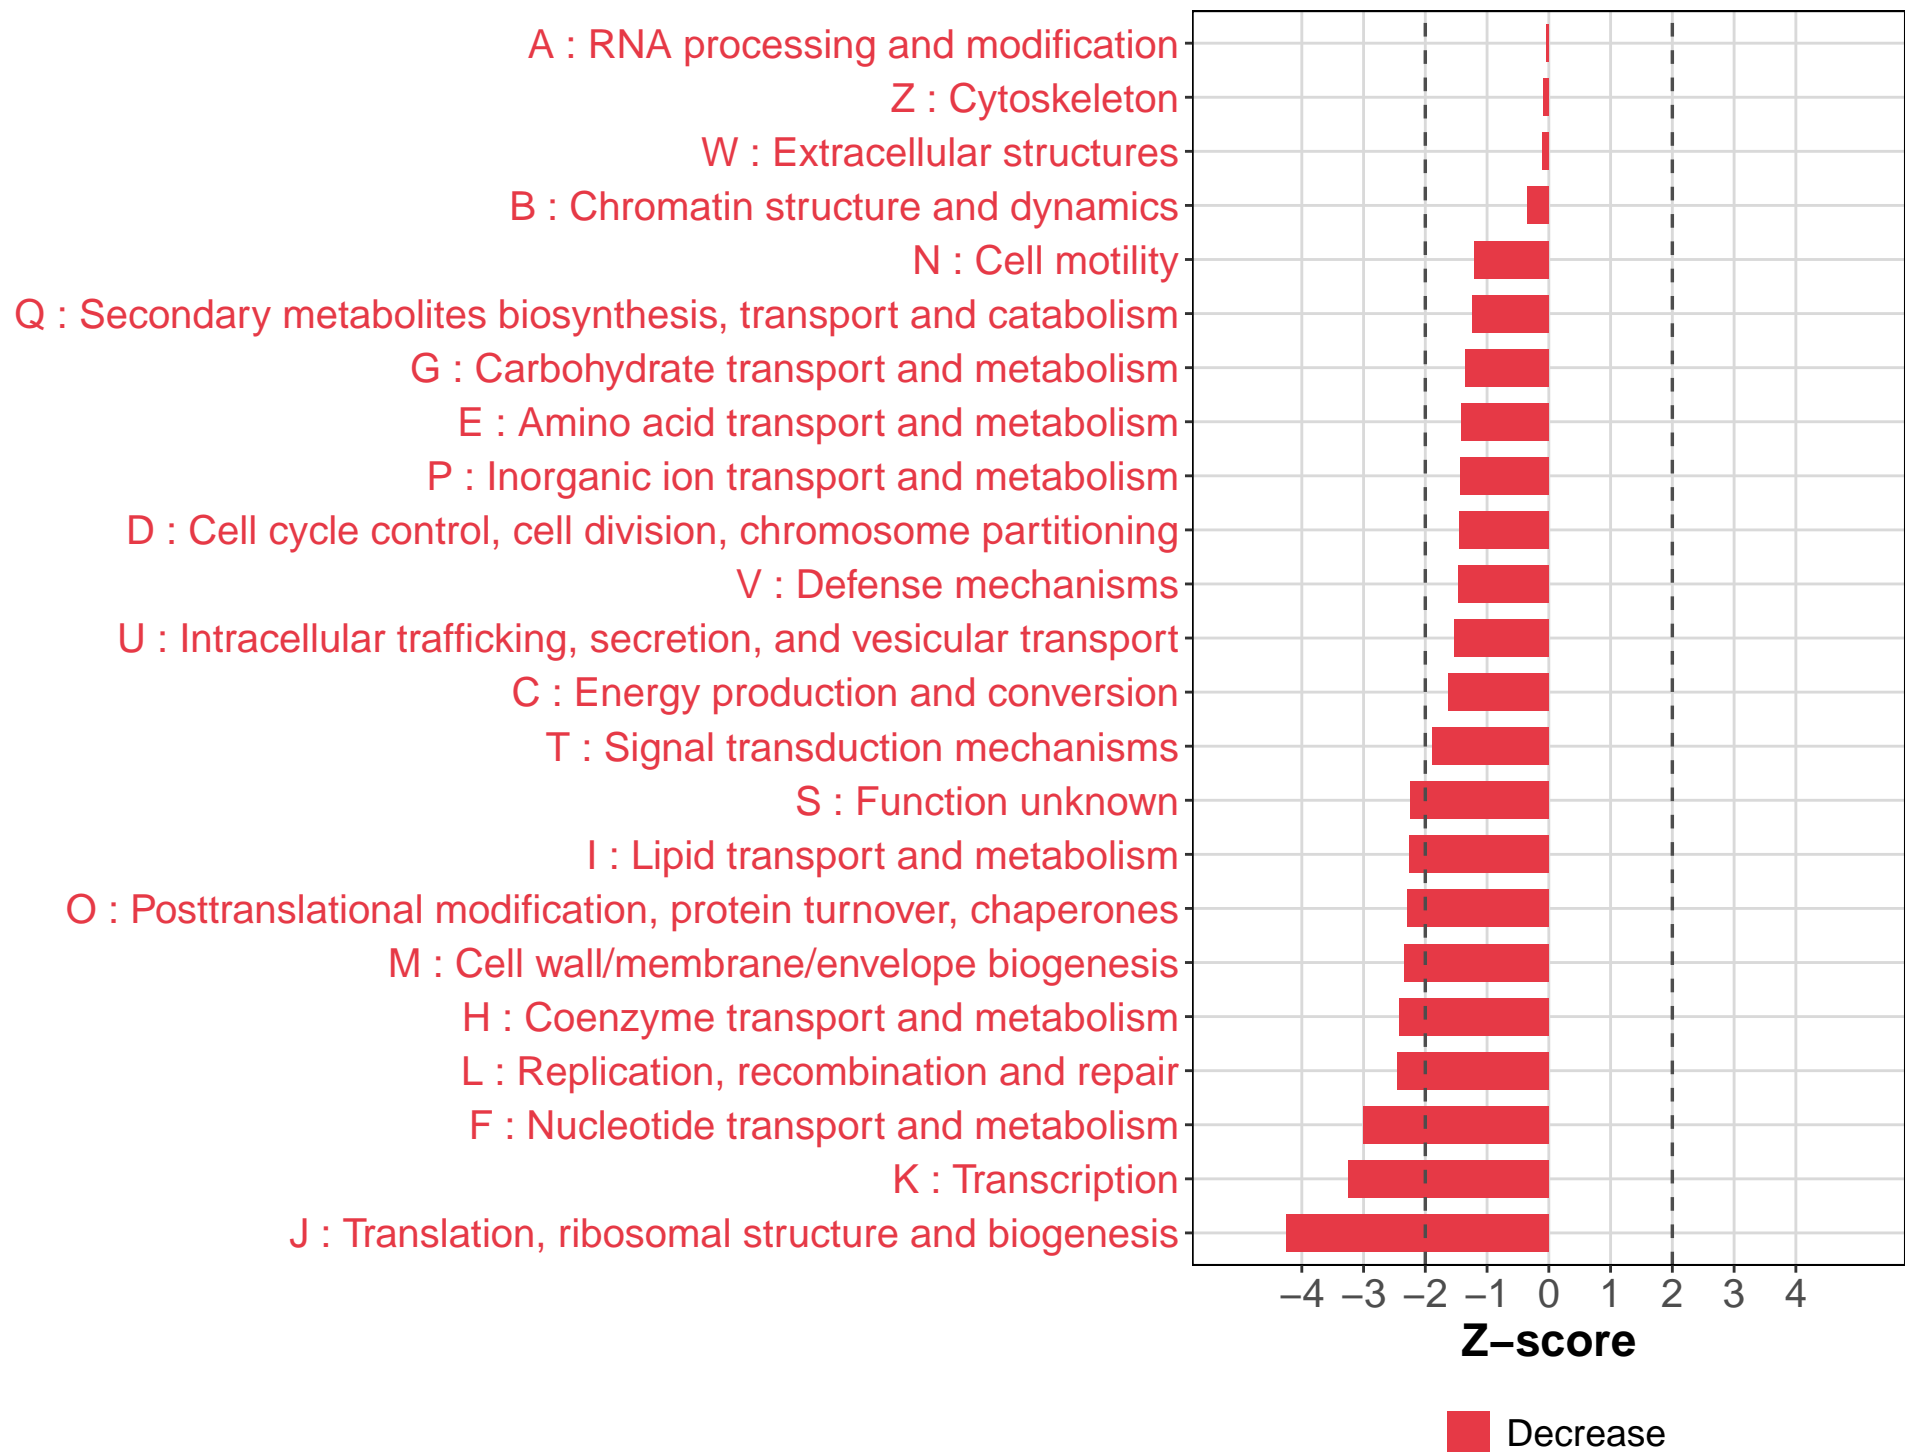 A : RNA processing and modification
Z : Cytoskeleton
W : Extracellular structures
B : Chromatin structure and dynamics
N : Cell motility
Q : Secondary metabolites biosynthesis, transport and catabolism
G : Carbohydrate transport and metabolism
E : Amino acid transport and metabolism
P : Inorganic ion transport and metabolism
D : Cell cycle control, cell division, chromosome partitioning
V : Defense mechanisms
U : Intracellular trafficking, secretion, and vesicular transport
C : Energy production and conversion
T : Signal transduction mechanisms
S : Function unknown
I : Lipid transport and metabolism
O : Posttranslational modification, protein turnover, chaperones
M : Cell wall/membrane/envelope biogenesis
H : Coenzyme transport and metabolism
L : Replication, recombination and repair
F : Nucleotide transport and metabolism
K : Transcription
J : Translation, ribosomal structure and biogenesis
−4 −3 −2 −1 0 1 2 3 4
Z−score
Decrease